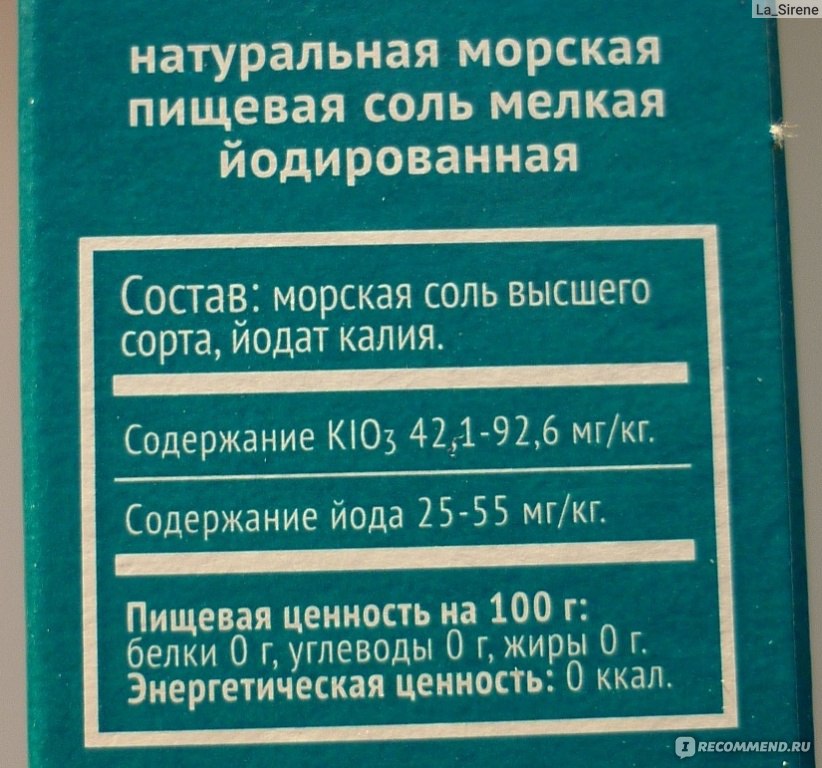 La_Sirene
натуральная морская
пищевая соль мелкая
йодированная
Состав: морская соль высшего
сорта, йодат калия.
Содержание KIO3 42,1-92,6 мг/кг.
Содержание йода 25-55 мг/кг.
Пищевая ценность на 100 г:
белки 0 г, углеводы 0 г, жиры 0 г.
Энергетическая ценность: 0 ккал.
I RECOMMEND.RU